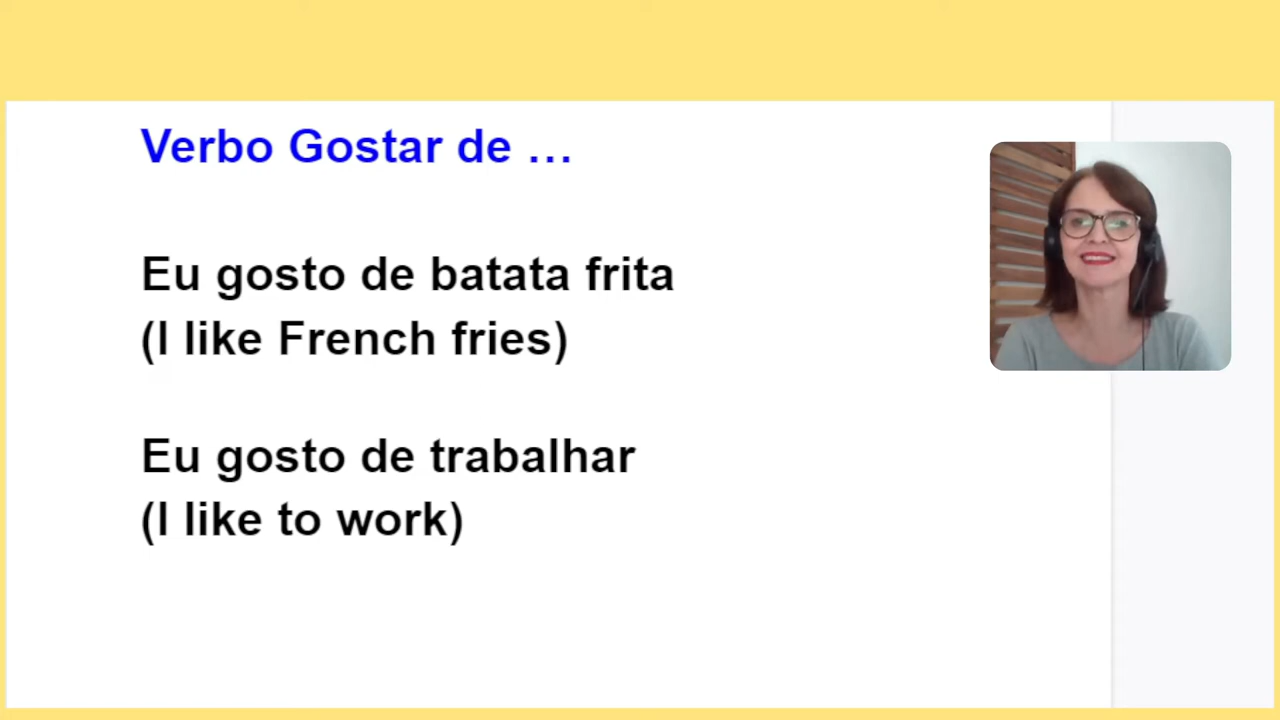 Verbo Gostar de …
Eu gosto de batata frita
(I like French fries)
Eu gosto de trabalhar
(I like to work)